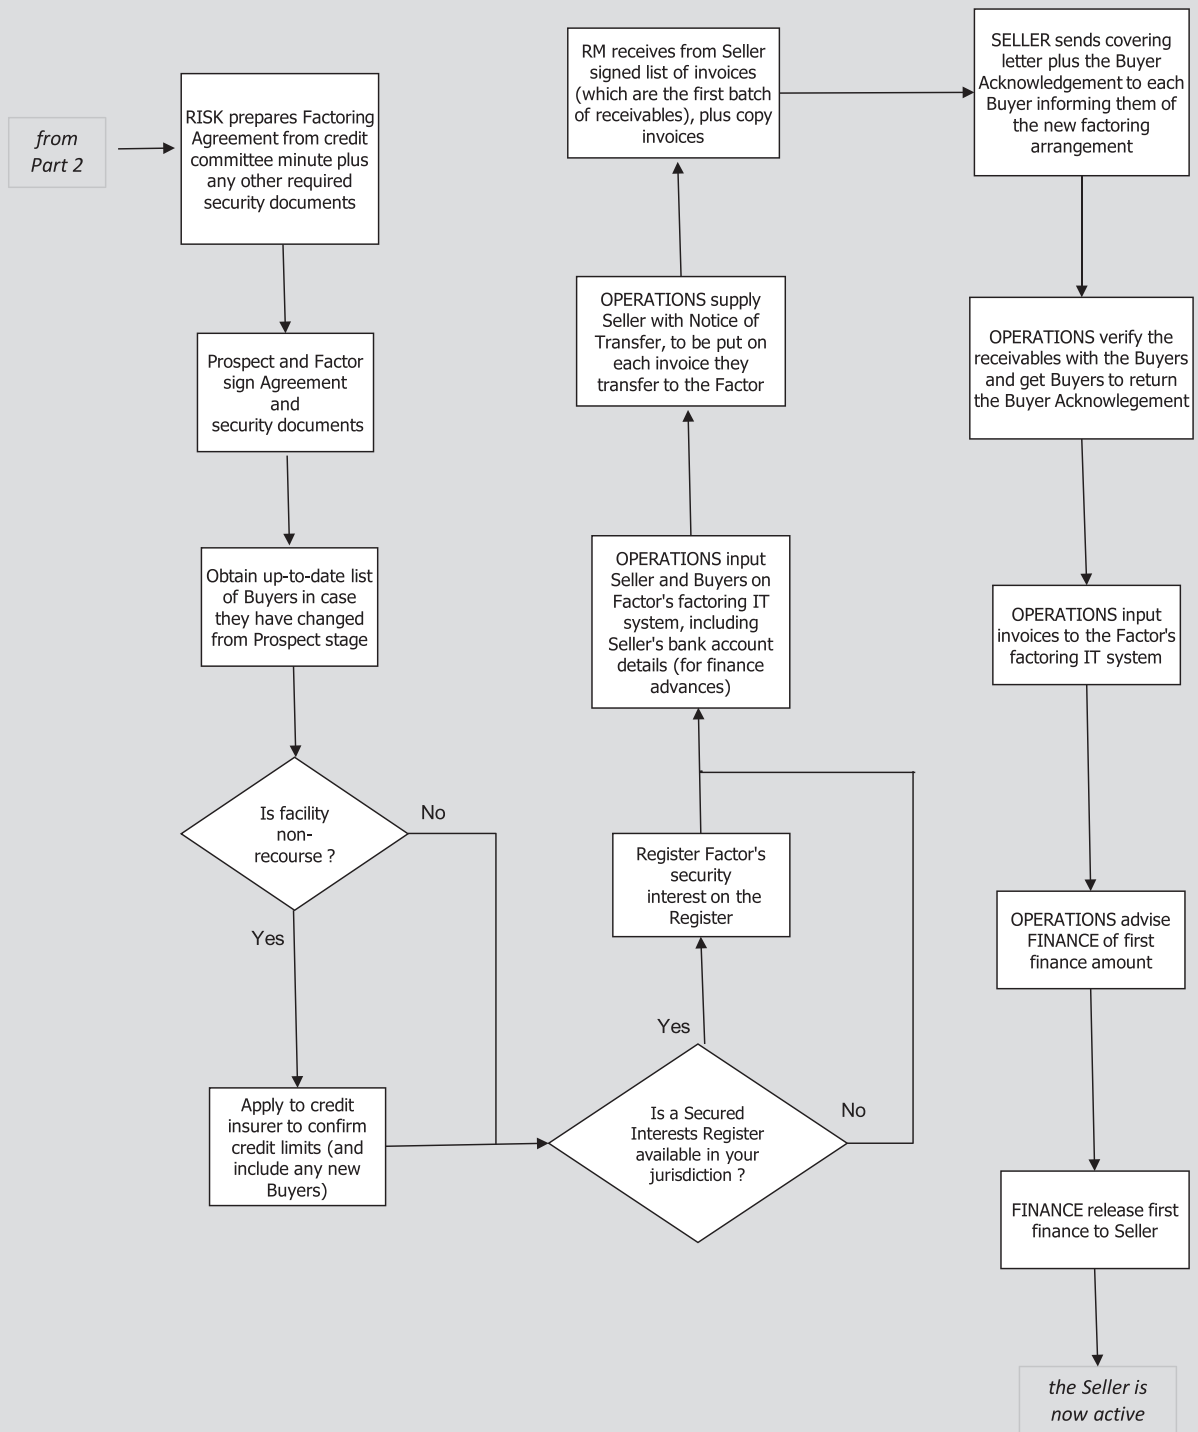 from
Part 2
RISK prepares Factoring
Agreement from credit
committee minute plus
any other required
security documents
Prospect and Factor
sign Agreement
and
security documents
Obtain up-to-date list
of Buyers in case
they have changed
from Prospect stage
Is facility
non-
recourse ?
No
Yes
Apply to credit
insurer to confirm
credit limits (and
include any new
Buyers)
Is a Secured
Interests Register
available in your
jurisdiction ?
No
Yes
Register Factor's
security
interest on the
Register
OPERATIONS input
Seller and Buyers on
Factor's factoring IT
system, including
Seller's bank account
details (for finance
advances)
OPERATIONS supply
Seller with Notice of
Transfer, to be put on
each invoice they
transfer to the Factor
RM receives from Seller
signed list of invoices
(which are the first batch
of receivables), plus copy
invoices
SELLER sends covering
letter plus the Buyer
Acknowledgement to each
Buyer informing them of
the new factoring
arrangement
OPERATIONS verify the
receivables with the Buyers
and get Buyers to return
the Buyer Acknowlegement
OPERATIONS input
invoices to the Factor's
factoring IT system
OPERATIONS advise
FINANCE of first
finance amount
FINANCE release first
finance to Seller
the Seller is
now active